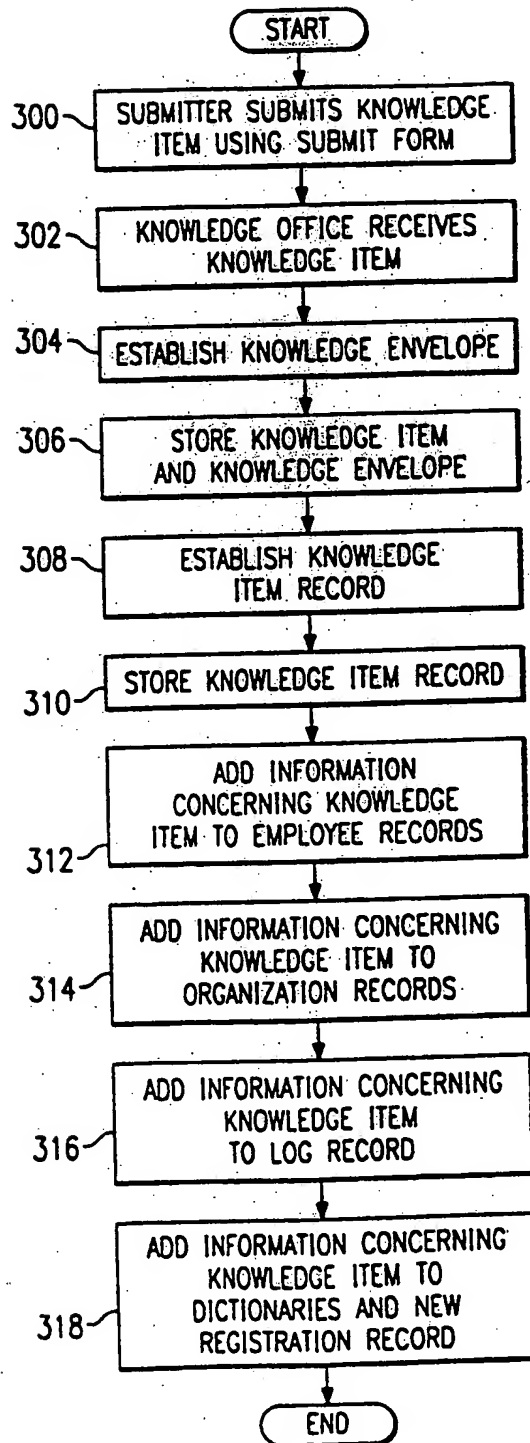 START
300
SUBMITTER SUBMITS KNOWLEDGE
ITEM USING SUBMIT FORM
302
KNOWLEDGE OFFICE RECEIVES
KNOWLEDGE ITEM
304
ESTABLISH KNOWLEDGE ENVELOPE
306
STORE KNOWLEDGE ITEM
AND KNOWLEDGE ENVELOPE
308
ESTABLISH KNOWLEDGE
ITEM RECORD
310
STORE KNOWLEDGE ITEM RECORD
312
ADD INFORMATION
CONCERNING KNOWLEDGE
ITEM TO EMPLOYEE RECORDS
314
ADD INFORMATION CONCERNING
KNOWLEDGE ITEM TO
ORGANIZATION RECORDS
316
ADD INFORMATION CONCERNING
KNOWLEDGE ITEM
TO LOG RECORD
318
ADD INFORMATION CONCERNING
KNOWLEDGE ITEM TO
DICTIONARIES AND NEW
REGISTRATION RECORD
END